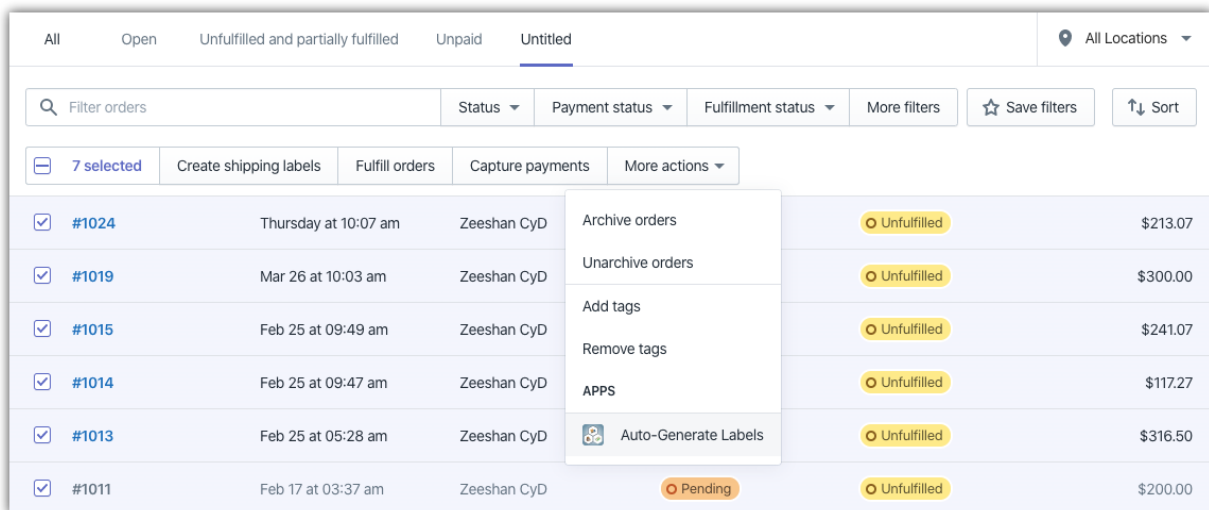 All Open Unfulfilled and partially fulfilled Unpaid Untitled All Locations
Filter orders Status Payment status Fulfillment status More filters Save filters Sort
7 selected Create shipping labels Fulfill orders Capture payments More actions
#1024 Thursday at 10:07 am Zeeshan CyD Archive orders Unfulfilled $213.07
Unarchive orders
#1019 Mar 26 at 10:03 am Zeeshan CyD Unfulfilled $300.00
Add tags
#1015 Feb 25 at 09:49 am Zeeshan CyD Unfulfilled $241.07
Remove tags
#1014 Feb 25 at 09:47 am Zeeshan CyD APPS Unfulfilled $117.27
#1013 Feb 25 at 05:28 am Zeeshan CyD Auto-Generate Labels Unfulfilled $316.50
#1011 Feb 17 at 03:37 am Zeeshan CyD Pending Unfulfilled $200.00